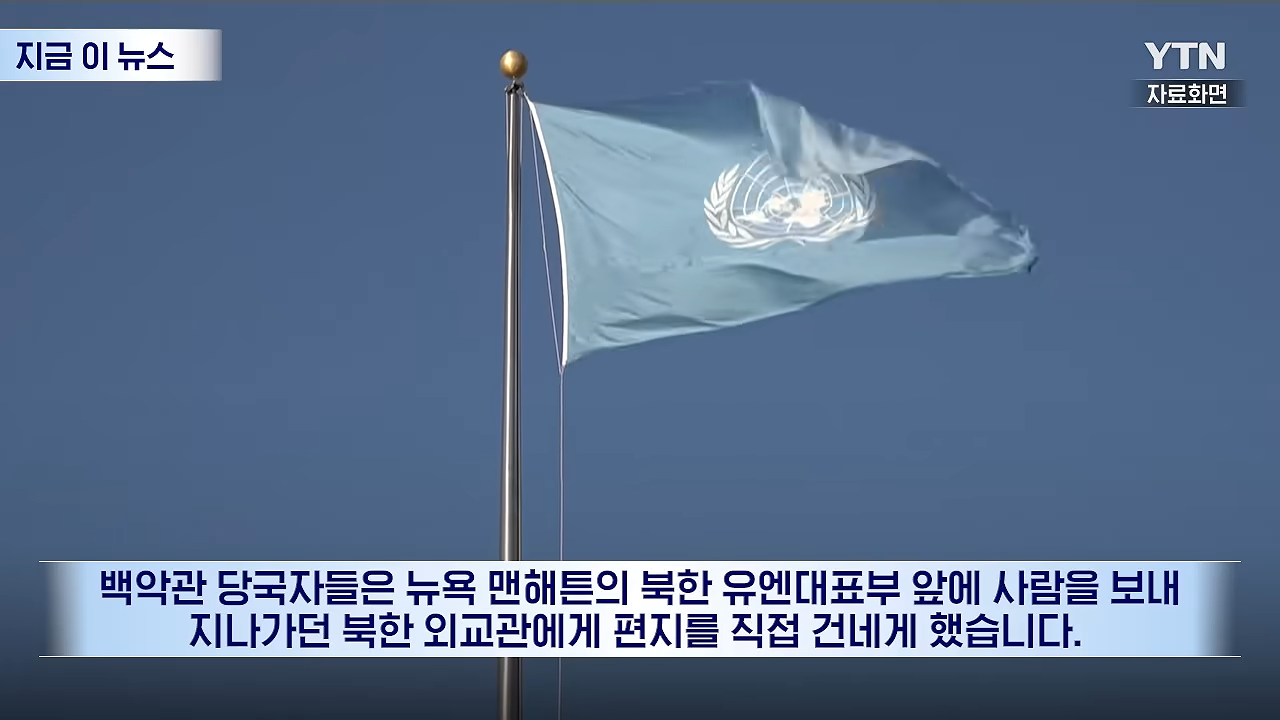 지금 이 뉴스
YTN
자료화면
백악관 당국자들은 뉴욕 맨해튼의 북한 유엔대표부 앞에 사람을 보내
지나가던 북한 외교관에게 편지를 직접 건네게 했습니다.